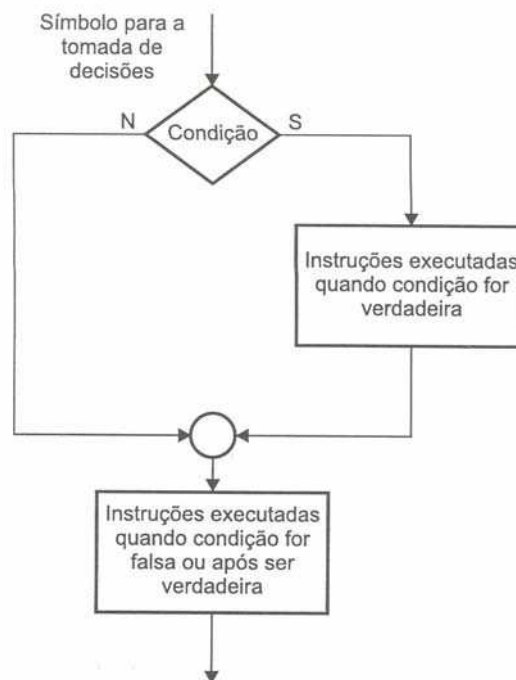 Símbolo para a
tomada de
decisões
N
Condição
S
Instruções executadas
quando condição for
verdadeira
Instruções executadas
quando condição for
falsa ou após ser
verdadeira